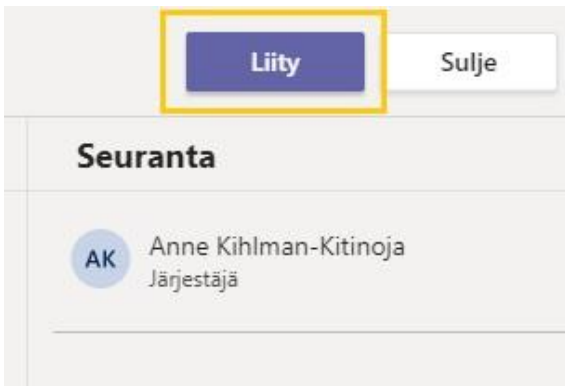 Liity
Sulje
Seuranta
AK
Anne Kihlman-Kitinoja
Järjestäjä